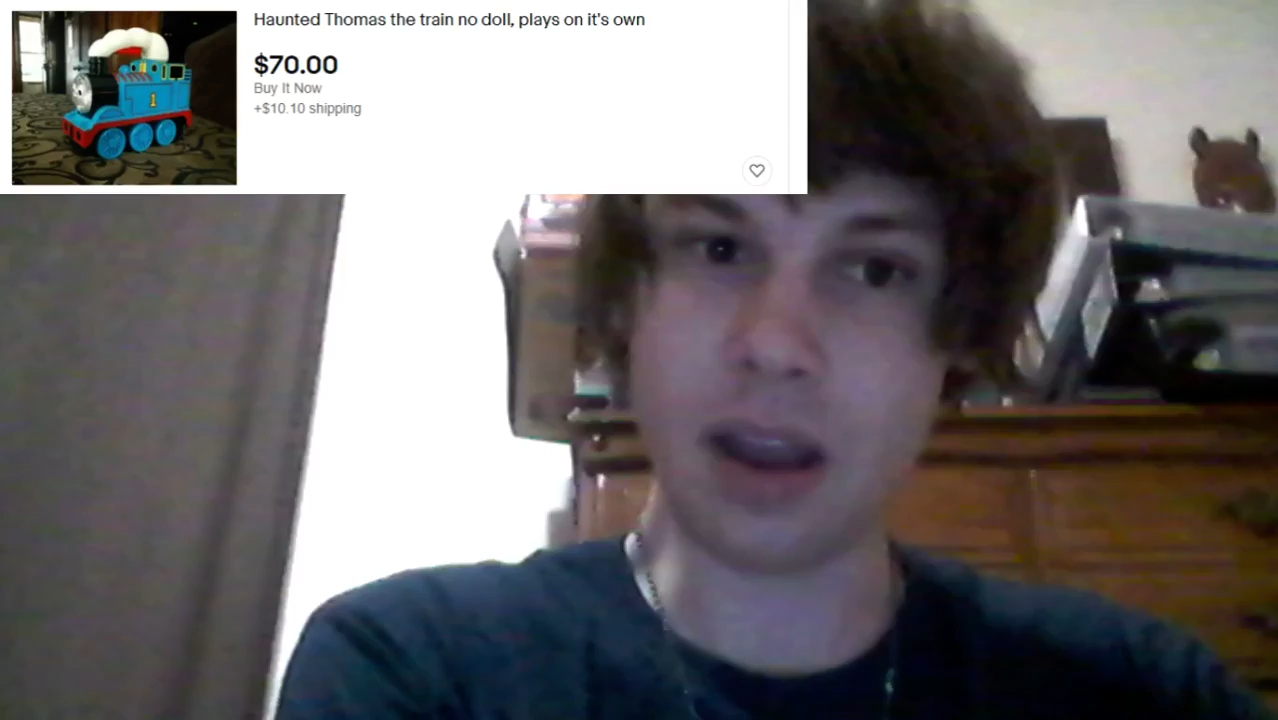 Haunted Thomas the train no doll, plays on it's own
$70.00
Buy It Now
+$10.10 shipping
1